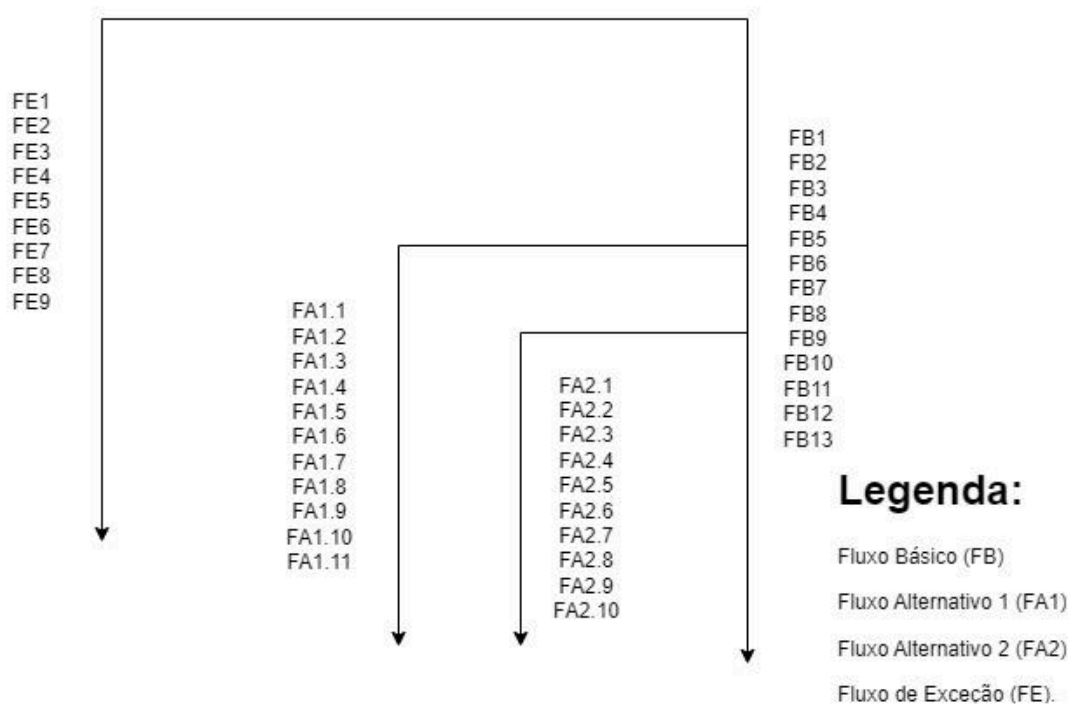 FE1
FE2
FE3
FE4
FE5
FE6
FE7
FE8
FE9
FA1.1
FA1.2
FA1.3
FA1.4
FA1.5
FA1.6
FA1.7
FA1.8
FA1.9
FA1.10
FA1.11
FA2.1
FA2.2
FA2.3
FA2.4
FA2.5
FA2.6
FA2.7
FA2.8
FA2.9
FA2.10
FB1
FB2
FB3
FB4
FB5
FB6
FB7
FB8
FB9
FB10
FB11
FB12
FB13
Legenda:
Fluxo Básico (FB)
Fluxo Alternativo 1 (FA1)
Fluxo Alternativo 2 (FA2)
Fluxo de Exceção (FE).